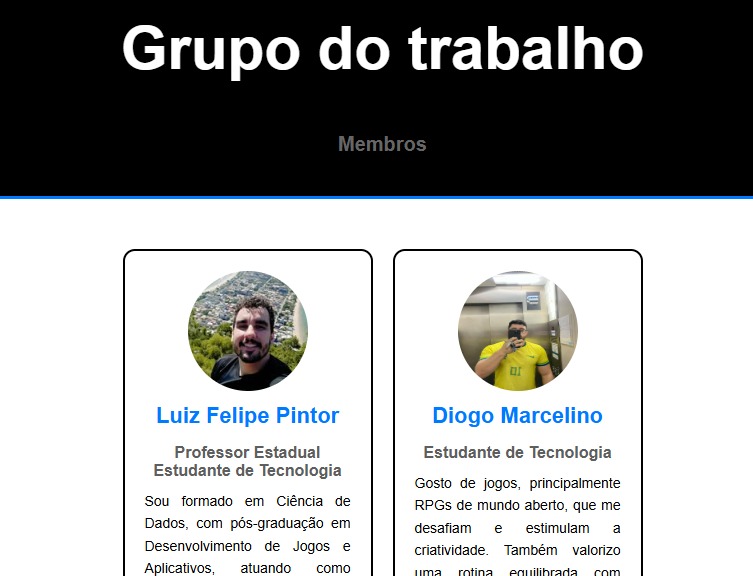 Grupo do trabalho
Membros
Luiz Felipe Pintor
Professor Estadual
Estudante de Tecnologia
Sou formado em Ciência de
Dados, com pós-graduação em
Desenvolvimento de Jogos e
Aplicativos, atuando como
Diogo Marcelino
Estudante de Tecnologia
Gosto de jogos, principalmente
RPGs de mundo aberto, que me
desafiam e estimulam a
criatividade. Também valorizo
uma rotina equilibrada com